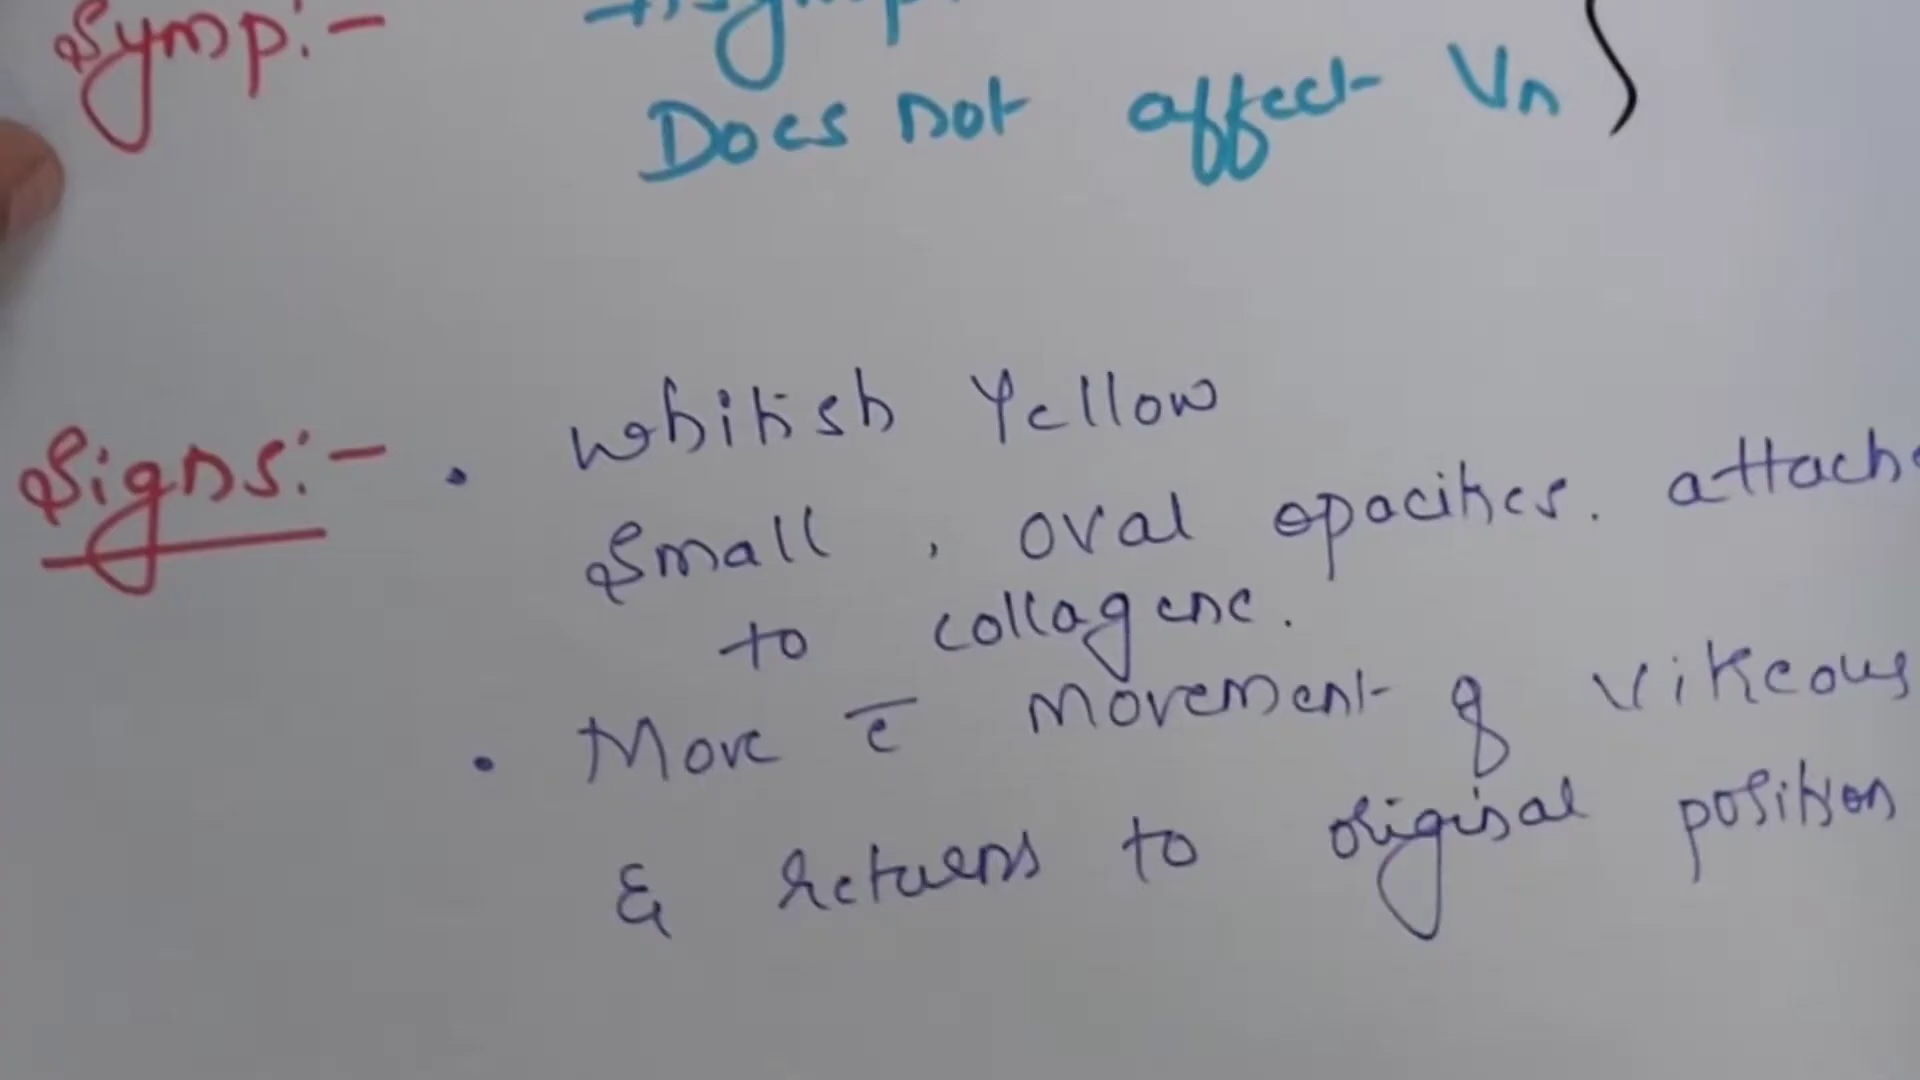 Symp:-
Does not affect Vn
Signs:- • Whitish Yellow
Small, oval opacities. attach
to collagene.
• Move c̄ movement of vitreous
& returns to original position